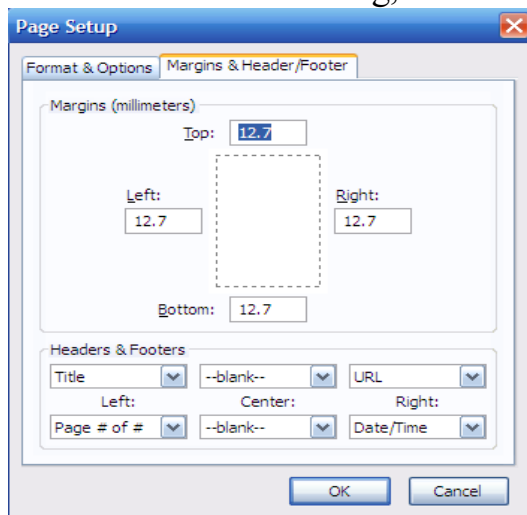 Page Setup
Format & Options Margins & Header/Footer
Margins (millimeters)
Top: 12.7
Left: Right:
12.7 12.7
Bottom: 12.7
Headers & Footers
Title --blank-- URL
Left: Center: Right:
Page # of # --blank-- Date/Time
OK Cancel